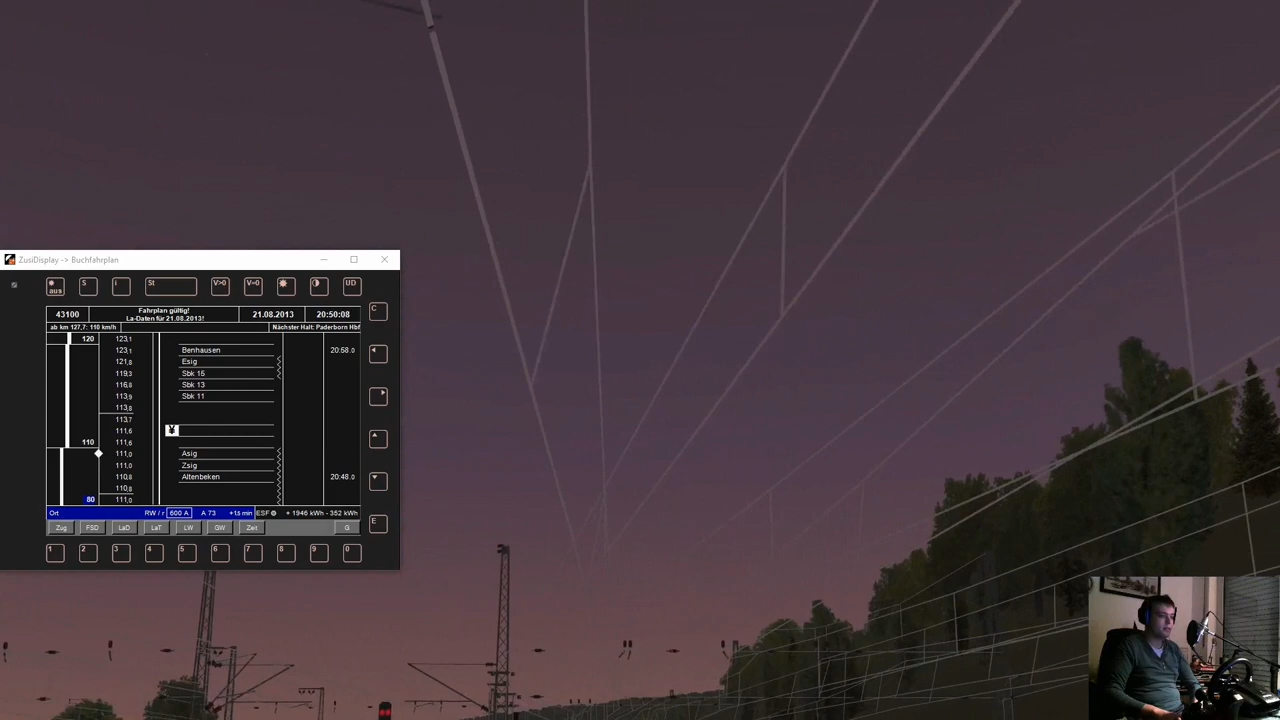 ZusiDisplay -> Buchfahrplan
aus S i St V>0 V=0 UD
43100 Fahrplan gültig! 21.08.2013 20:50:08
La-Daten für 21.08.2013!
ab km 127,7; 110 km/h Nächster Halt: Paderborn Hbf
120 123,1
123,1 Benhausen 20:58.0
121,8 Esig
119,3 Sbk 15
116,8 Sbk 13
113,9 Sbk 11
113,8
113,7
111,6
110 111,6
111,0 Asig
111,0 Zsig
110,8 Altenbeken 20:48.0
110,8
80 111,0
Ort RW / r 600 A A 73 +1.5 min ESF + 1946 kWh - 352 kWh
Zug FSD LaD LaT LW GW Zeit G
1 2 3 4 5 6 7 8 9 0
C
E